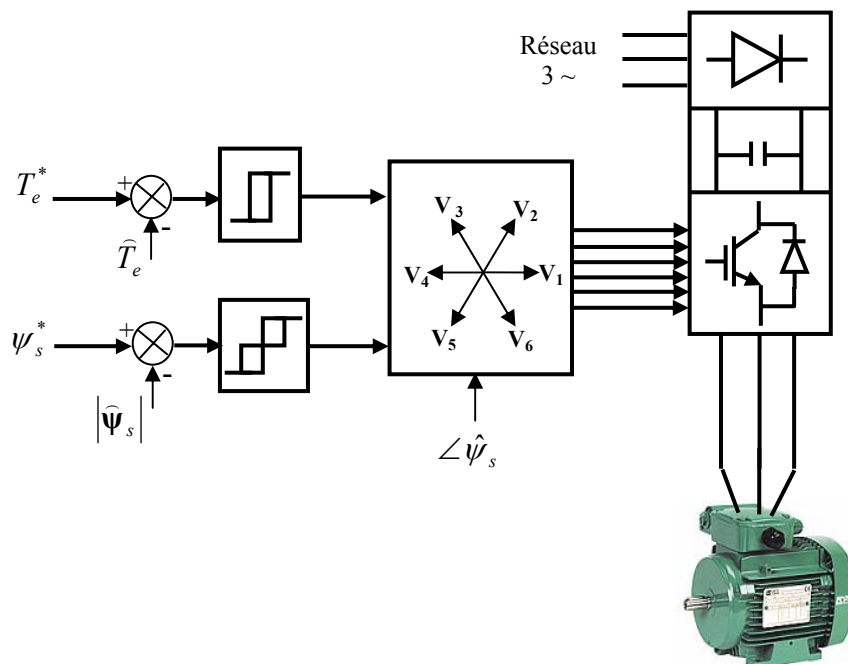 Réseau
3 ~
T_e^*
+
-
T̂_e
V_3
V_2
V_4
V_1
V_5
V_6
ψ_s^*
+
-
|Ψ̂_s|
∠ψ̂_s